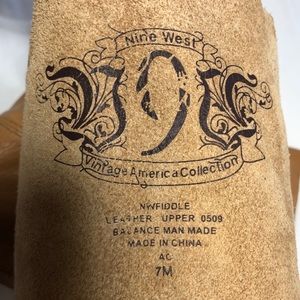 Nine West
9
Vintage America Collection
NWFIDDLE
LEATHER UPPER 0509
BALANCE MAN MADE
MADE IN CHINA
AC
7M